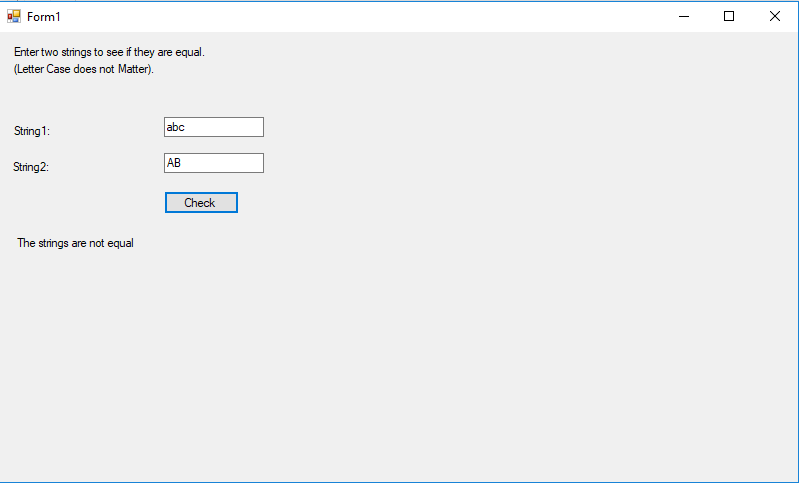 Form1
Enter two strings to see if they are equal.
(Letter Case does not Matter).
String1:
abc
String2:
AB
Check
The strings are not equal